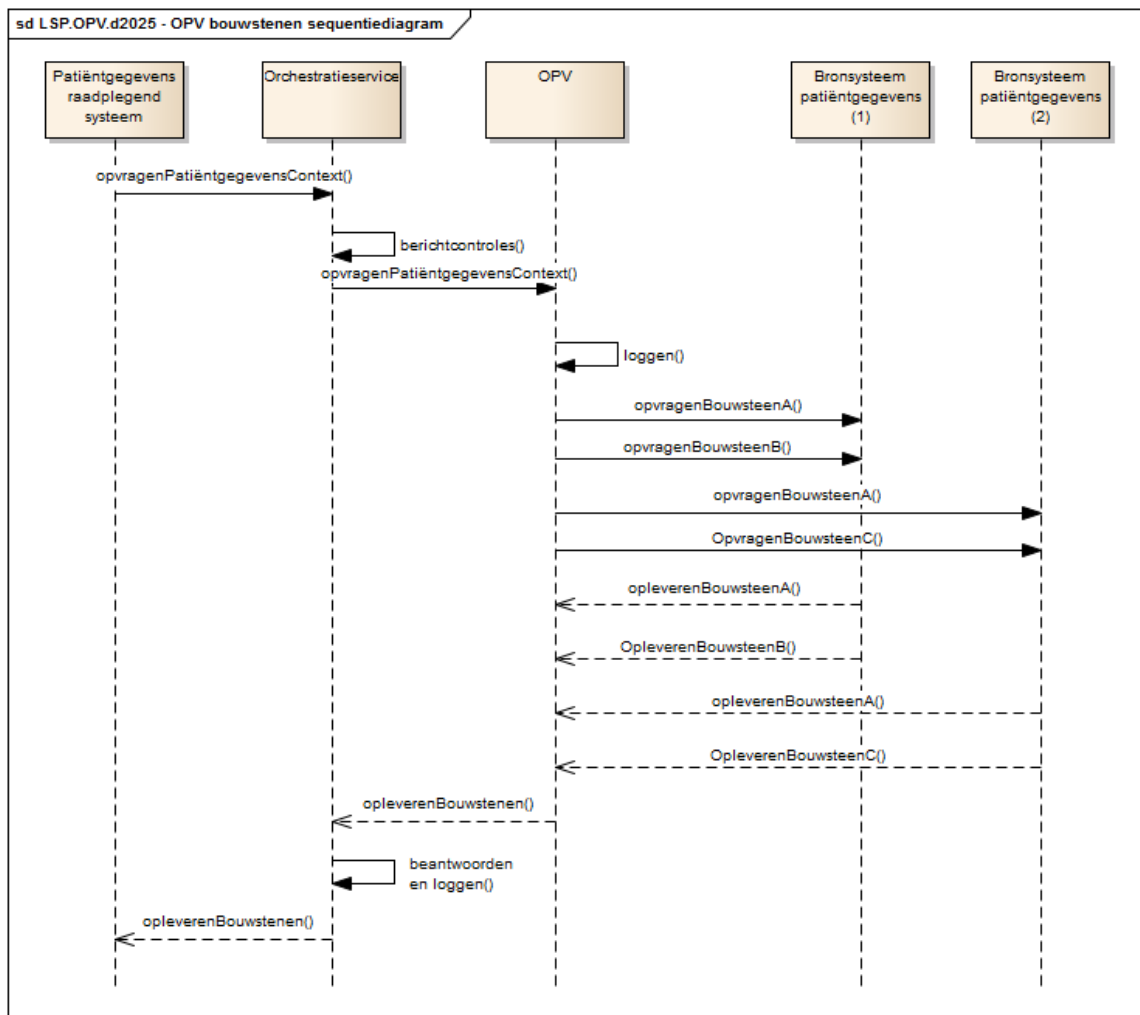 sd LSP.OPV.d2025 - OPV bouwstenen sequentiediagram
Patiëntgegevens
raadplegend
systeem
Orchestratieservice
OPV
Bronsysteem
patiëntgegevens
(1)
Bronsysteem
patiëntgegevens
(2)
opvragenPatiëntgegevensContext()
berichtcontroles()
opvragenPatiëntgegevensContext()
loggen()
opvragenBouwsteenA()
opvragenBouwsteenB()
opvragenBouwsteenA()
OpvragenBouwsteenC()
opleverenBouwsteenA()
OpleverenBouwsteenB()
opleverenBouwsteenA()
OpleverenBouwsteenC()
opleverenBouwstenen()
beantwoorden
en loggen()
opleverenBouwstenen()